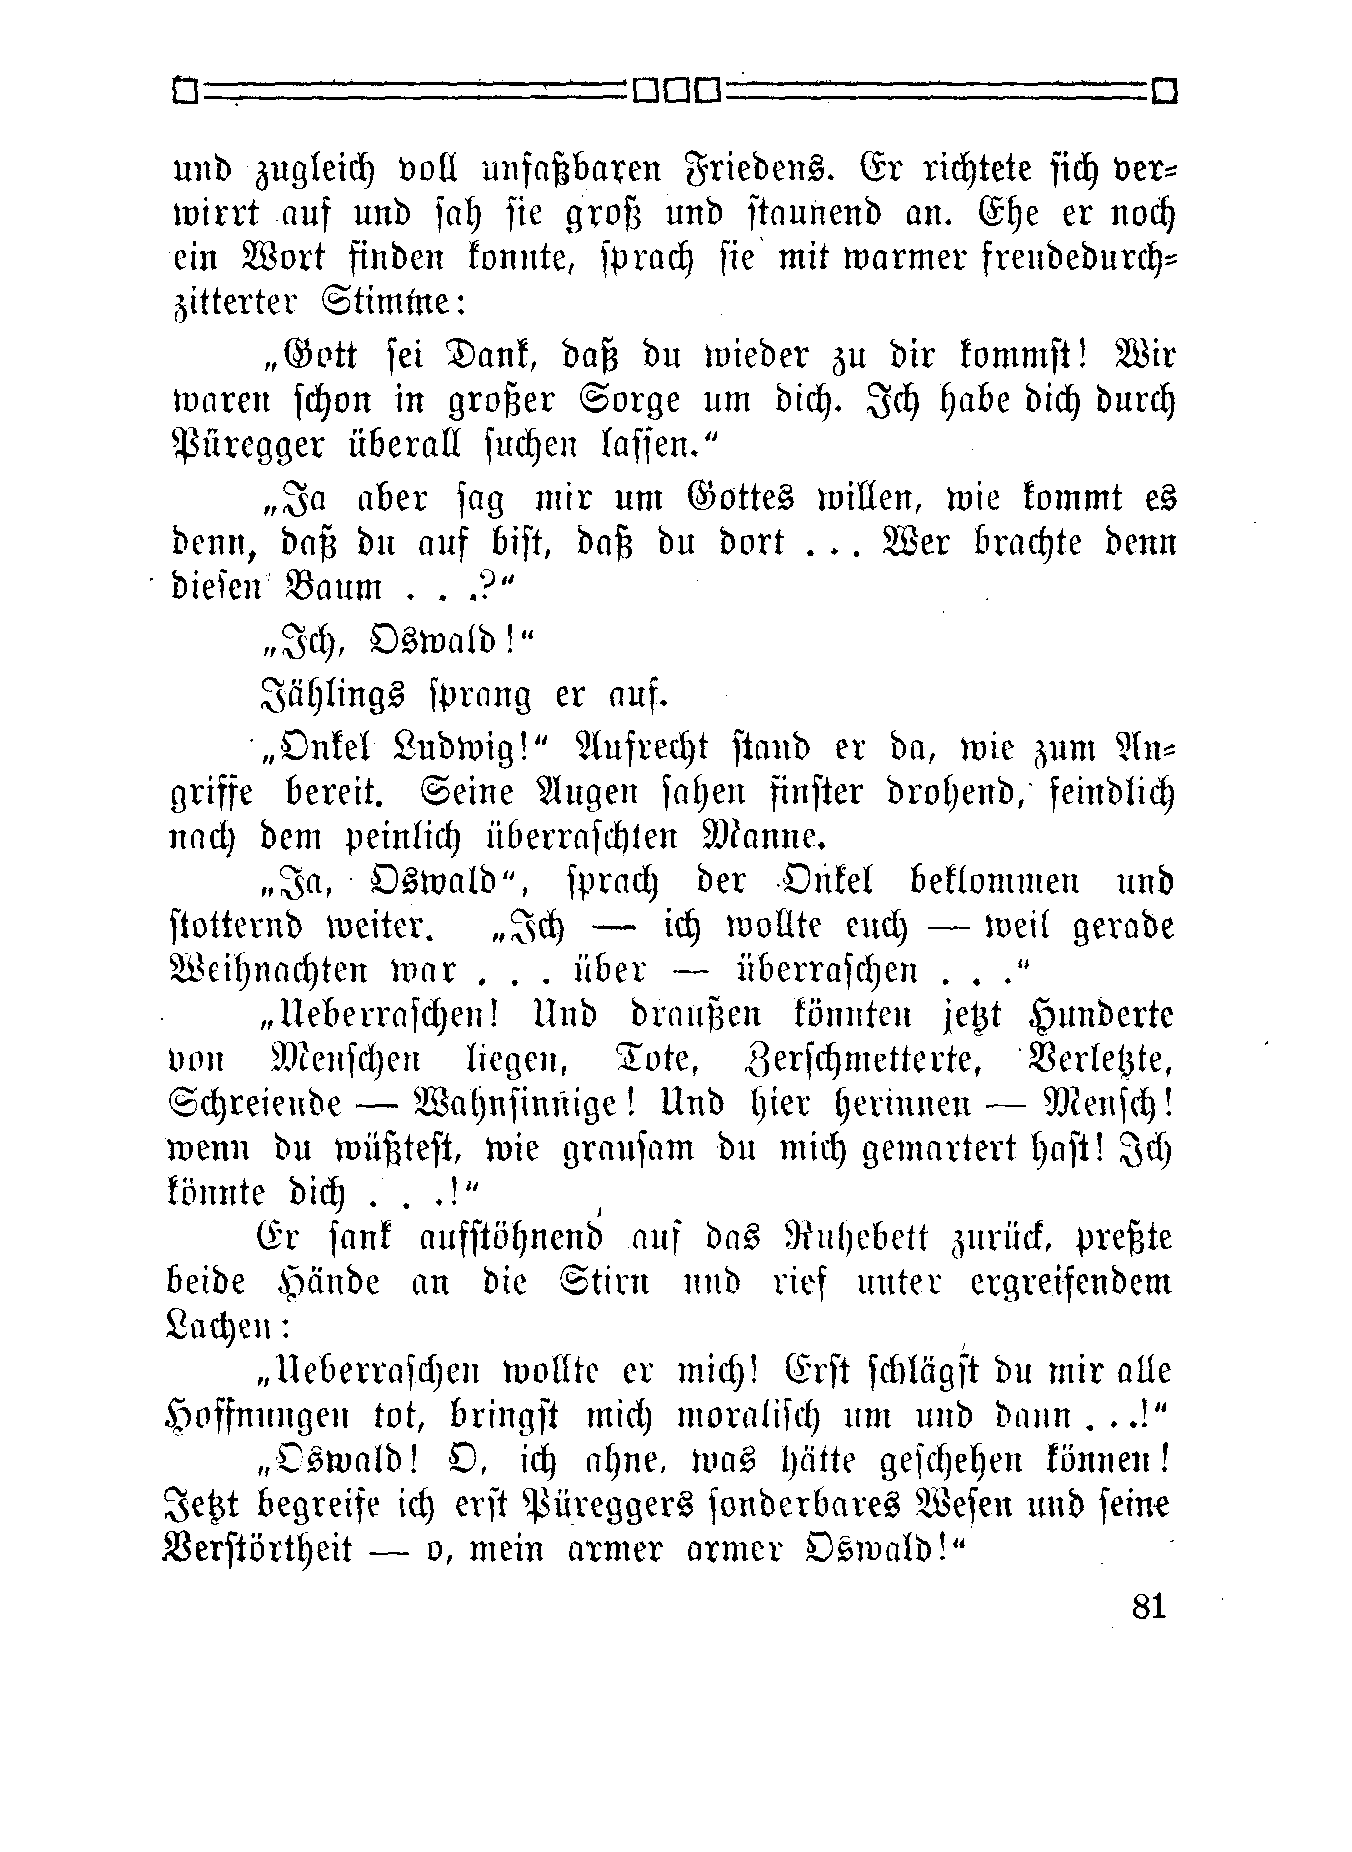 und zugleich voll unfaßbaren Friedens. Er richtete sich ver-
wirrt auf und sah sie groß und staunend an. Ehe er noch
ein Wort finden konnte, sprach sie mit warmer freudedurch-
zitterter Stimme:
„Gott sei Dank, daß du wieder zu dir kommst! Wir
waren schon in großer Sorge um dich. Ich habe dich durch
Püregger überall suchen lassen.“
„Ja aber sag mir um Gottes willen, wie kommt es
denn, daß du auf bist, daß du dort . . . Wer brachte denn
diesen Baum . . .?“
„Ich, Oswald!“
Jählings sprang er auf.
„Onkel Ludwig!“ Aufrecht stand er da, wie zum An-
griffe bereit. Seine Augen sahen finster drohend, feindlich
nach dem peinlich überraschten Manne.
„Ja, Oswald“, sprach der Onkel beklommen und
stotternd weiter. „Ich — ich wollte euch — weil gerade
Weihnachten war . . . über — überraschen . . .“
„Ueberraschen! Und draußen könnten jetzt Hunderte
von Menschen liegen, Tote, Zerschmetterte, Verletzte,
Schreiende — Wahnsinnige! Und hier herinnen — Mensch!
wenn du wüßtest, wie grausam du mich gemartert hast! Ich
könnte dich . . .!“
Er sank aufstöhnend auf das Ruhebett zurück, preßte
beide Hände an die Stirn und rief unter ergreifendem
Lachen:
„Ueberraschen wollte er mich! Erst schlägst du mir alle
Hoffnungen tot, bringst mich moralisch um und dann . . .!“
„Oswald! O, ich ahne, was hätte geschehen können!
Jetzt begreife ich erst Püreggers sonderbares Wesen und seine
Verstörtheit — o, mein armer armer Oswald!“
81